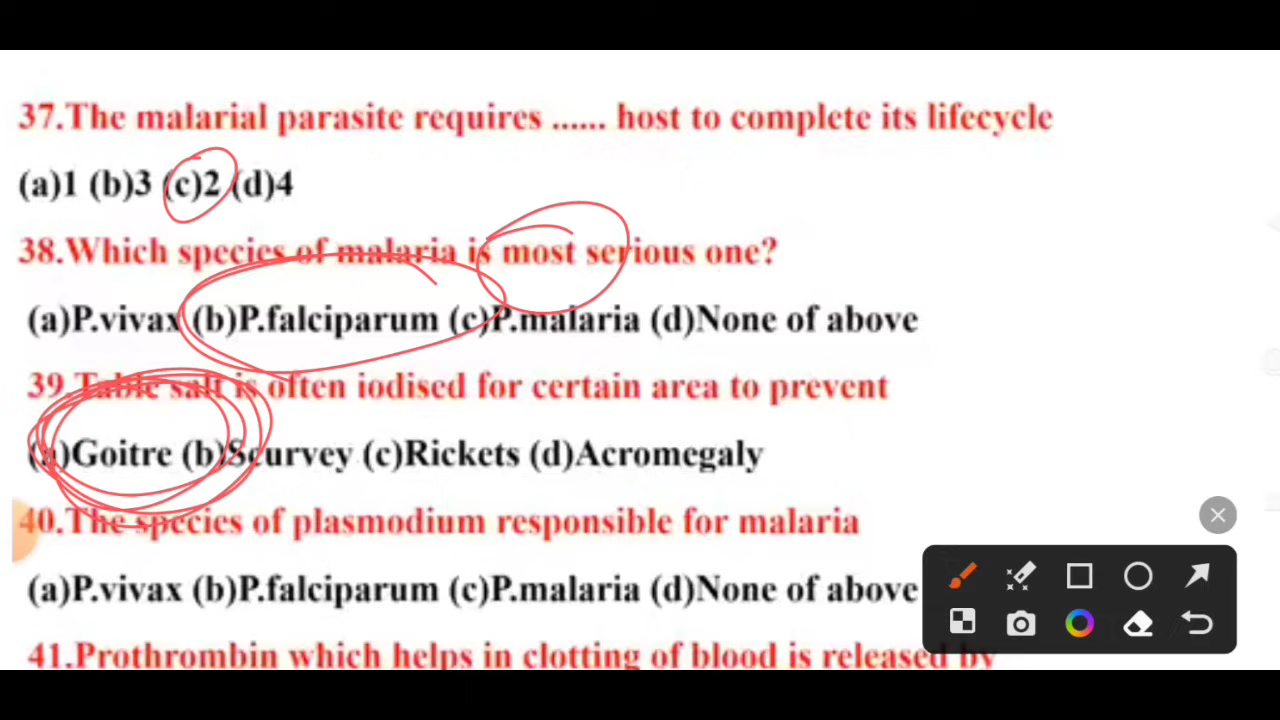 37.The malarial parasite requires ...... host to complete its lifecycle
(a)1 (b)3 (c)2 (d)4
38.Which species of malaria is most serious one?
(a)P.vivax (b)P.falciparum (c)P.malaria (d)None of above
39.Table salt is often iodised for certain area to prevent
(a)Goitre (b)Scurvey (c)Rickets (d)Acromegaly
40.The species of plasmodium responsible for malaria
(a)P.vivax (b)P.falciparum (c)P.malaria (d)None of above
41.Prothrombin which helps in clotting of blood is released by